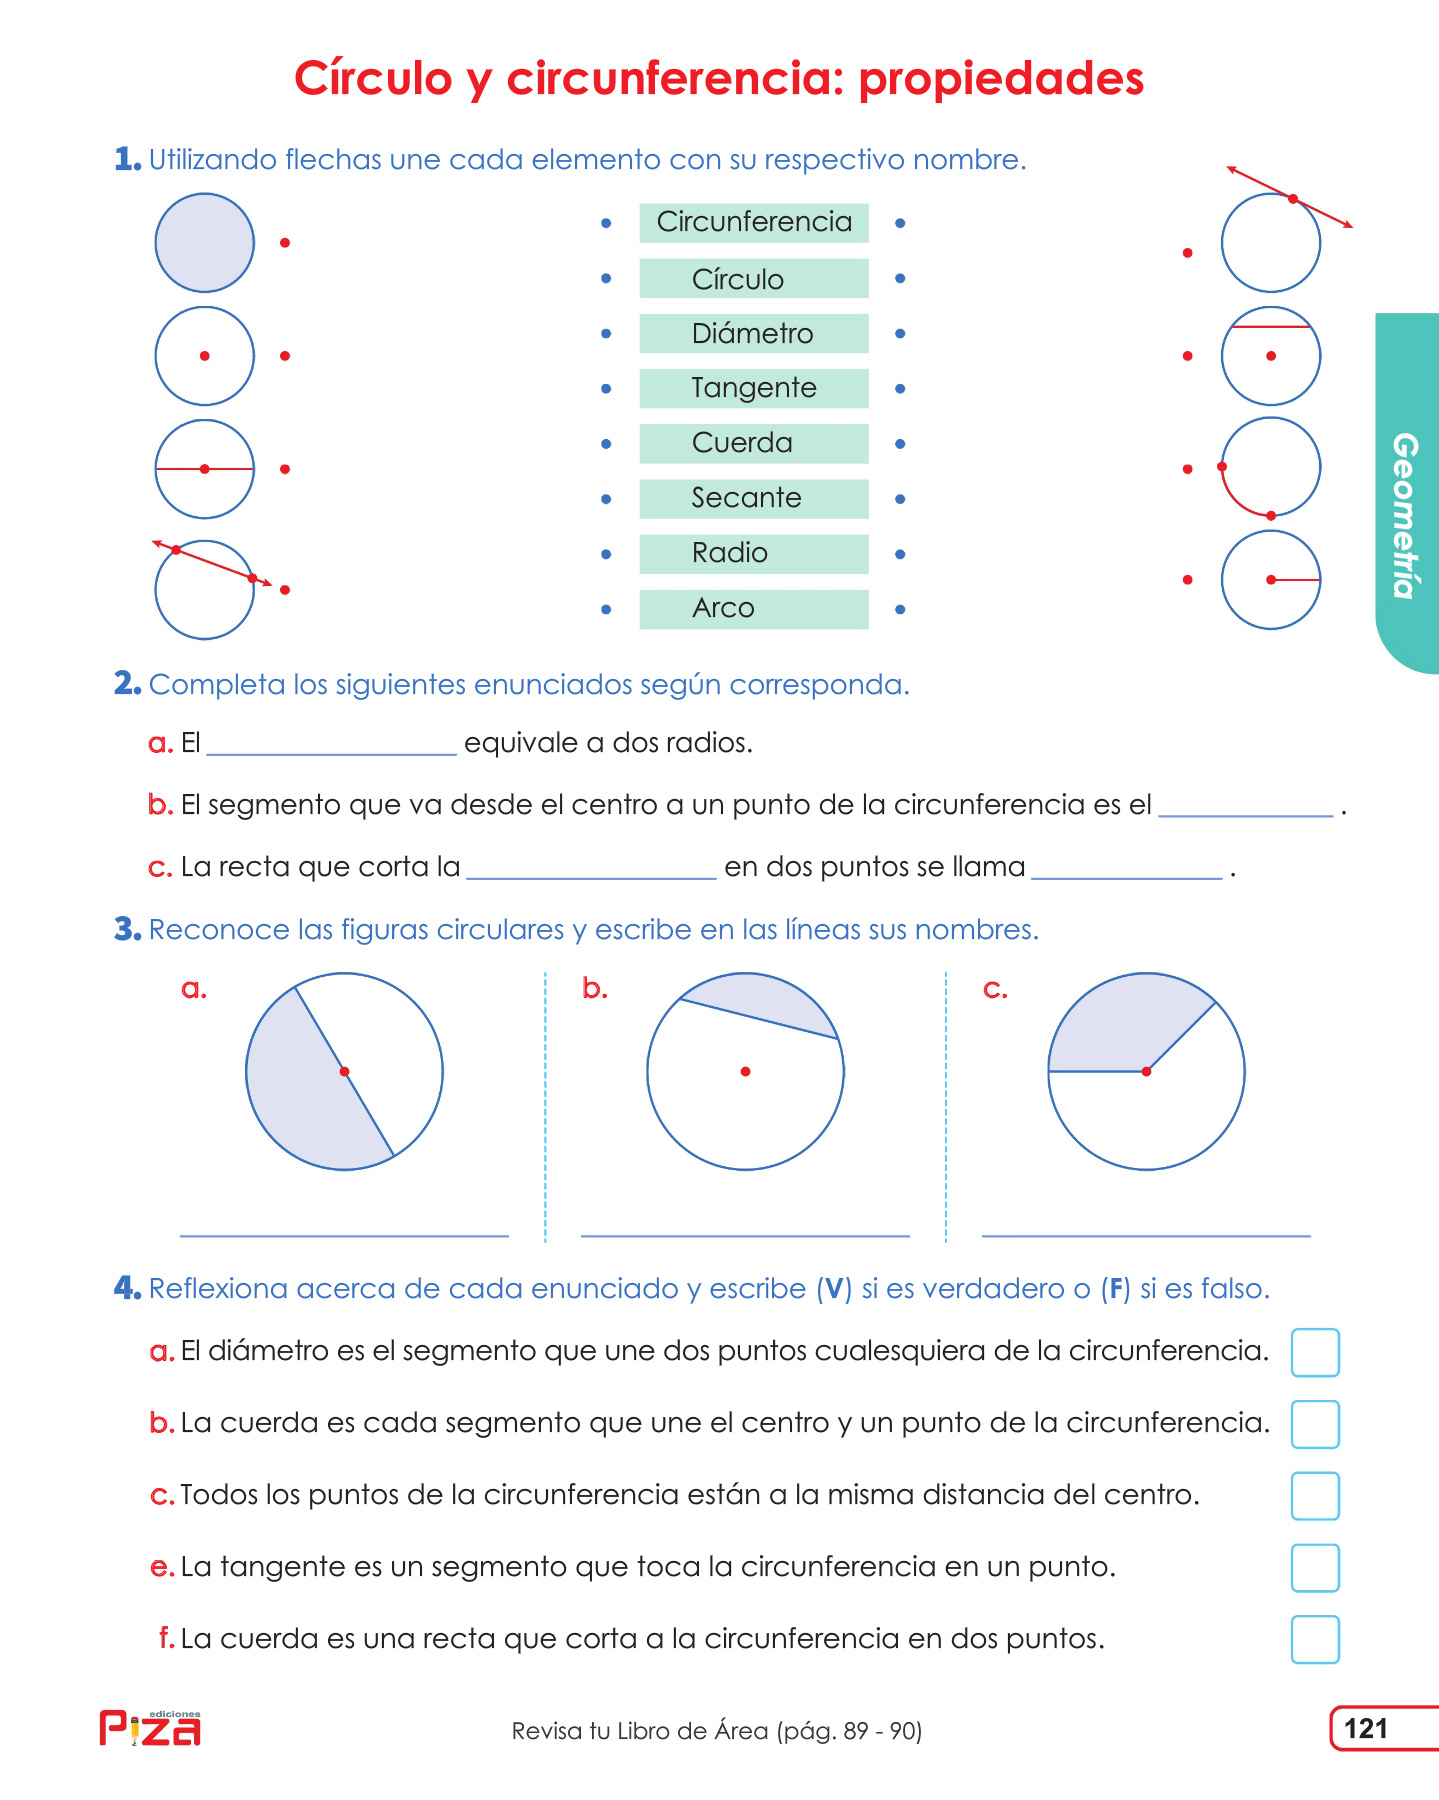 Círculo y circunferencia: propiedades
1. Utilizando flechas une cada elemento con su respectivo nombre.
Circunferencia
Círculo
Diámetro
Tangente
Cuerda
Secante
Radio
Arco
Geometría
2. Completa los siguientes enunciados según corresponda.
a. El ________ equivale a dos radios.
b. El segmento que va desde el centro a un punto de la circunferencia es el ________ .
c. La recta que corta la ________ en dos puntos se llama ________ .
3. Reconoce las figuras circulares y escribe en las líneas sus nombres.
a.
b.
c.
4. Reflexiona acerca de cada enunciado y escribe (V) si es verdadero o (F) si es falso.
a. El diámetro es el segmento que une dos puntos cualesquiera de la circunferencia.
b. La cuerda es cada segmento que une el centro y un punto de la circunferencia.
c. Todos los puntos de la circunferencia están a la misma distancia del centro.
e. La tangente es un segmento que toca la circunferencia en un punto.
f. La cuerda es una recta que corta a la circunferencia en dos puntos.
ediciones
Piza
Revisa tu Libro de Área (pág. 89 - 90)
121